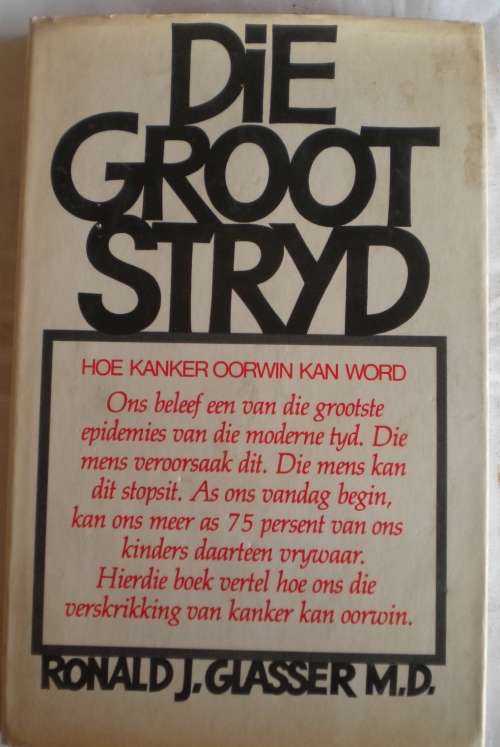 DiE
GROOT
STRYD
HOE KANKER OORWIN KAN WORD
Ons beleef een van die grootste
epidemies van die moderne tyd. Die
mens veroorsaak dit. Die mens kan
dit stopsit. As ons vandag begin,
kan ons meer as 75 persent van ons
kinders daarteen vrywaar.
Hierdie boek vertel hoe ons die
verskrikking van kanker kan oorwin.
RONALD J. GLASSER M.D.